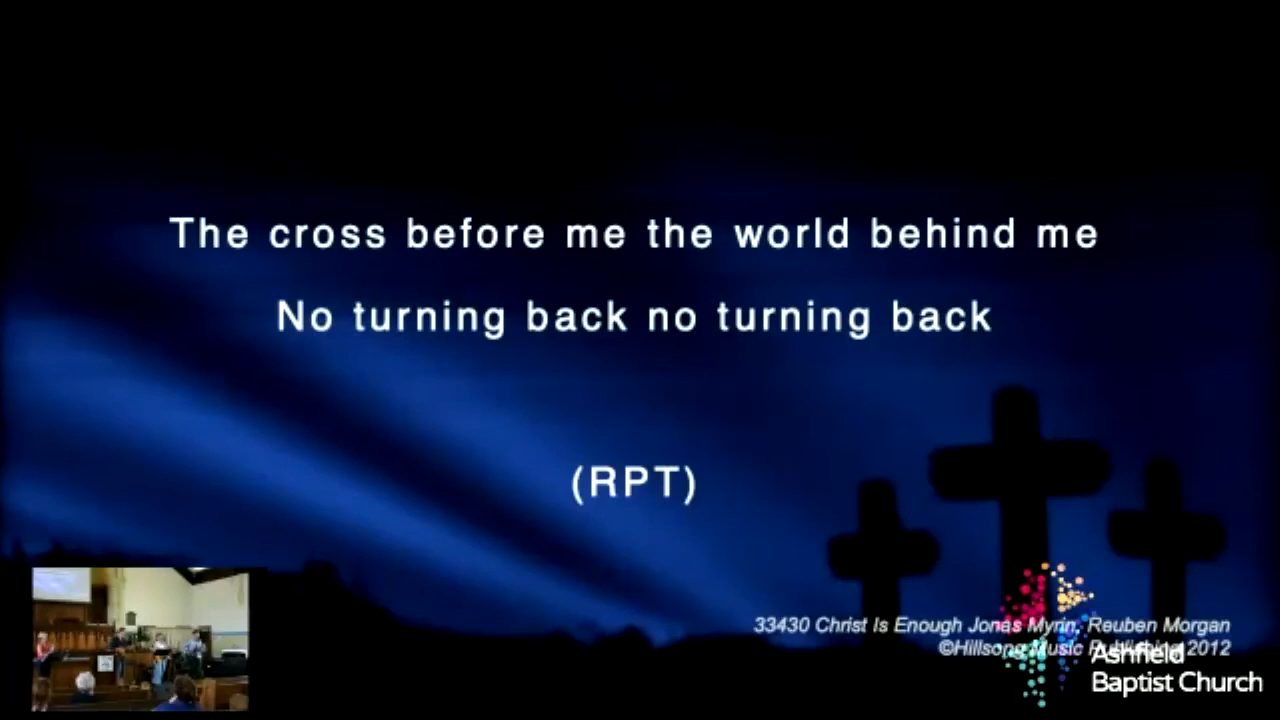 The cross before me the world behind me
No turning back no turning back
(RPT)
33430 Christ Is Enough Jonas Myrin, Reuben Morgan
©Hillsong Music Publishing 2012
Ashfield
Baptist Church